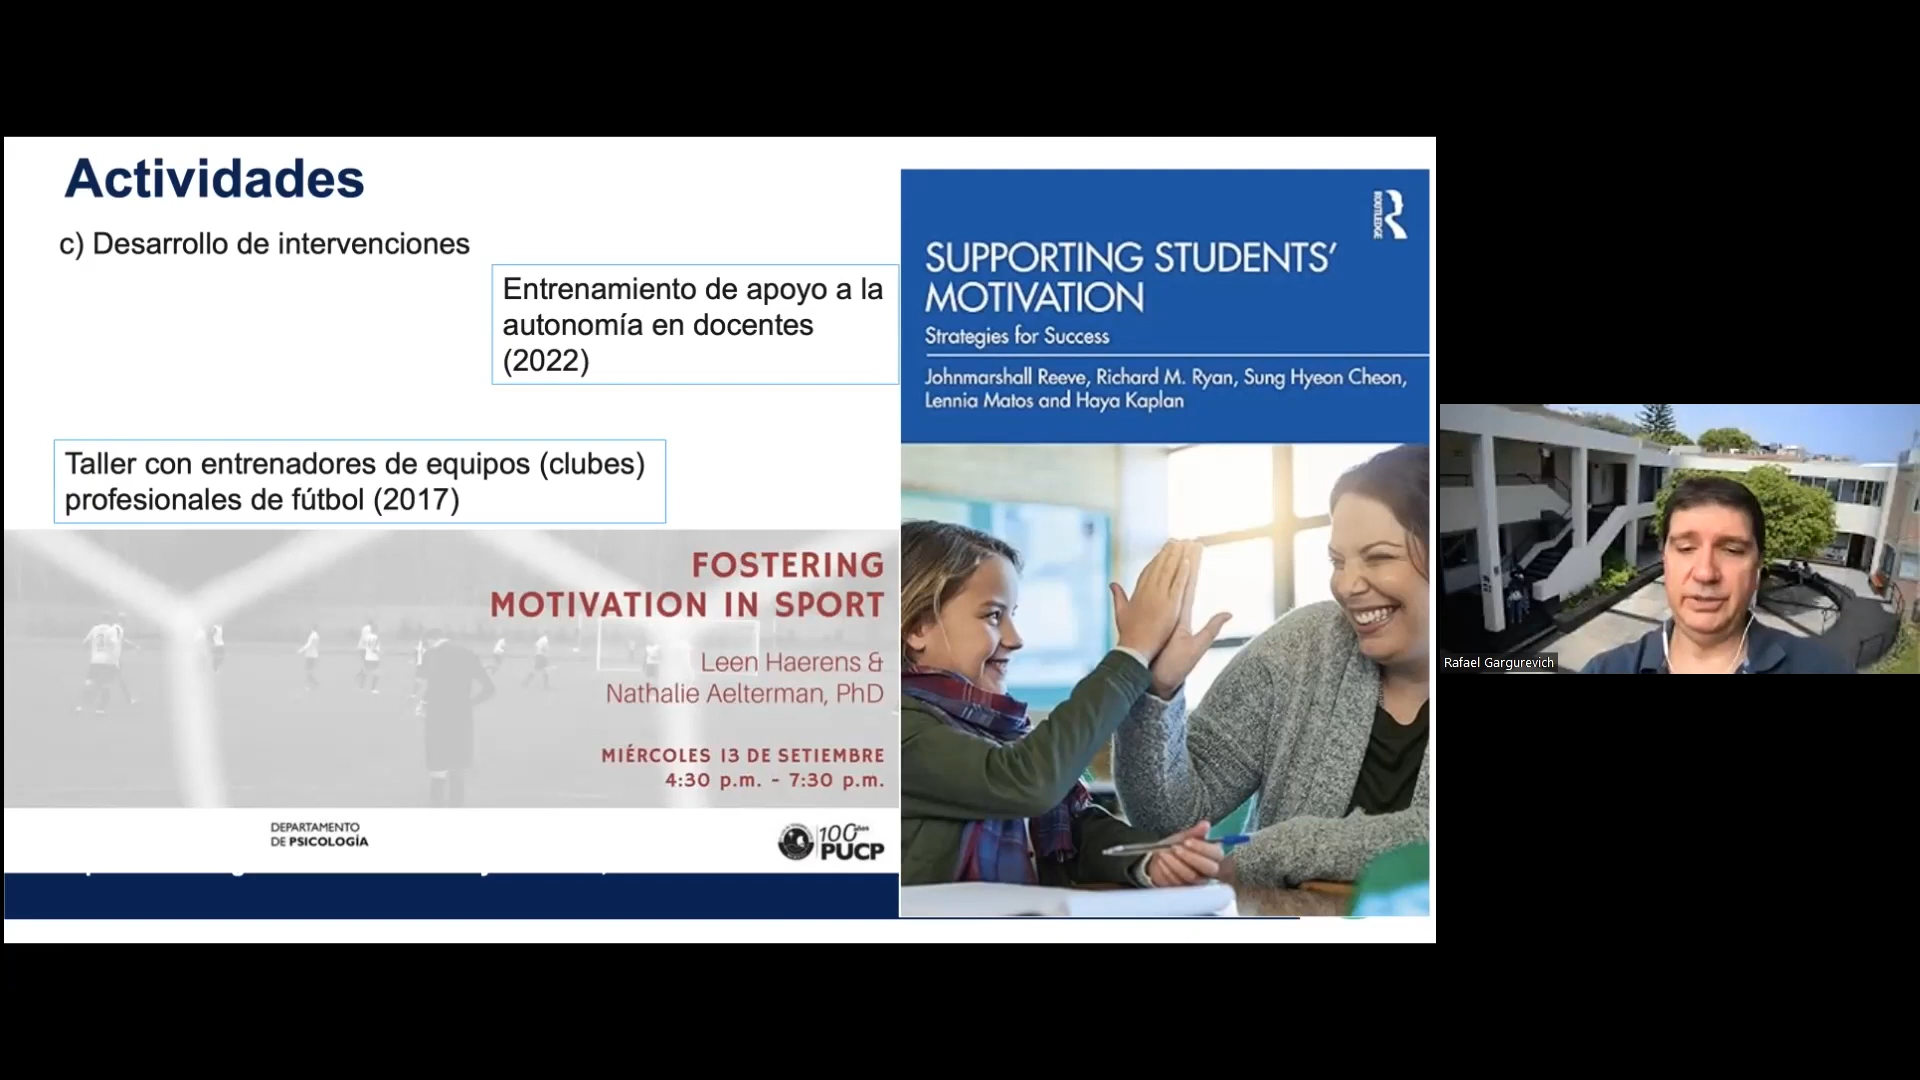 Actividades
c) Desarrollo de intervenciones
Entrenamiento de apoyo a la
autonomía en docentes
(2022)
Taller con entrenadores de equipos (clubes)
profesionales de fútbol (2017)
FOSTERING
MOTIVATION IN SPORT
Leen Haerens &
Nathalie Aelterman, PhD
MIÉRCOLES 13 DE SETIEMBRE
4:30 p.m. - 7:30 p.m.
DEPARTAMENTO
DE PSICOLOGÍA
100 años
PUCP
ROUTLEDGE
SUPPORTING STUDENTS'
MOTIVATION
Strategies for Success
Johnmarshall Reeve, Richard M. Ryan, Sung Hyeon Cheon,
Lennia Matos and Haya Kaplan
Rafael Gargurevich